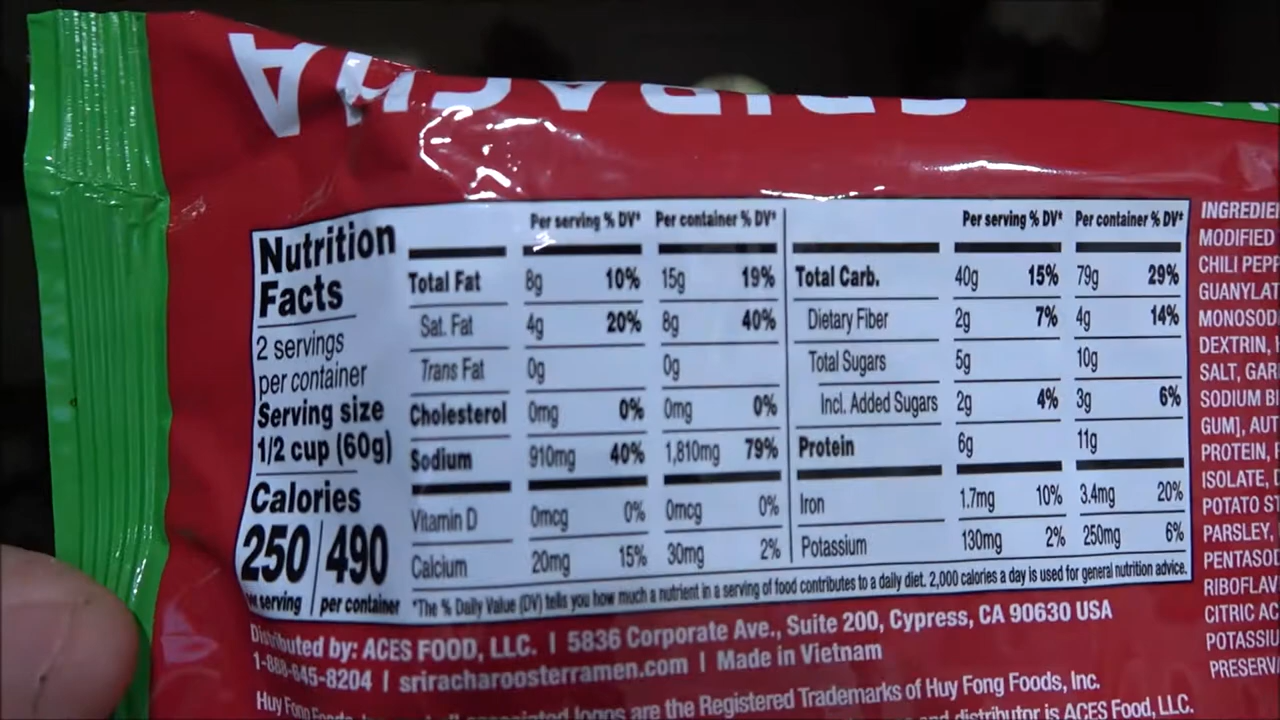 SRIRACHA
Nutrition
Facts
2 servings
per container
Serving size
1/2 cup (60g)
Calories
250 490
serving per container
Per serving % DV* Per container % DV*
Total Fat 8g 10% 15g 19%
Sat. Fat 4g 20% 8g 40%
Trans Fat 0g 0g
Cholesterol 0mg 0% 0mg 0%
Sodium 910mg 40% 1,810mg 79%
Vitamin D 0mcg 0% 0mcg 0%
Calcium 20mg 15% 30mg 2%
Per serving % DV* Per container % DV*
Total Carb. 40g 15% 79g 29%
Dietary Fiber 2g 7% 4g 14%
Total Sugars 5g 10g
Incl. Added Sugars 2g 4% 3g 6%
Protein 6g 11g
Iron 1.7mg 10% 3.4mg 20%
Potassium 130mg 2% 250mg 6%
*The % Daily Value (DV) tells you how much a nutrient in a serving of food contributes to a daily diet. 2,000 calories a day is used for general nutrition advice.
Distributed by: ACES FOOD, LLC. | 5836 Corporate Ave., Suite 200, Cypress, CA 90630 USA
1-888-645-8204 | sriracharoosterramen.com | Made in Vietnam
Huy Fong Foods, associated logos are the Registered Trademarks of Huy Fong Foods, Inc.
and distributor is ACES Food, LLC.
INGREDIE
MODIFIED
CHILI PEPP
GUANYLAT
MONOSOD
DEXTRIN,
SALT, GAR
SODIUM BI
GUM], AUT
PROTEIN,
ISOLATE,
POTATO ST
PARSLEY,
PENTASOD
RIBOFLAV
CITRIC AC
POTASSIU
PRESERV